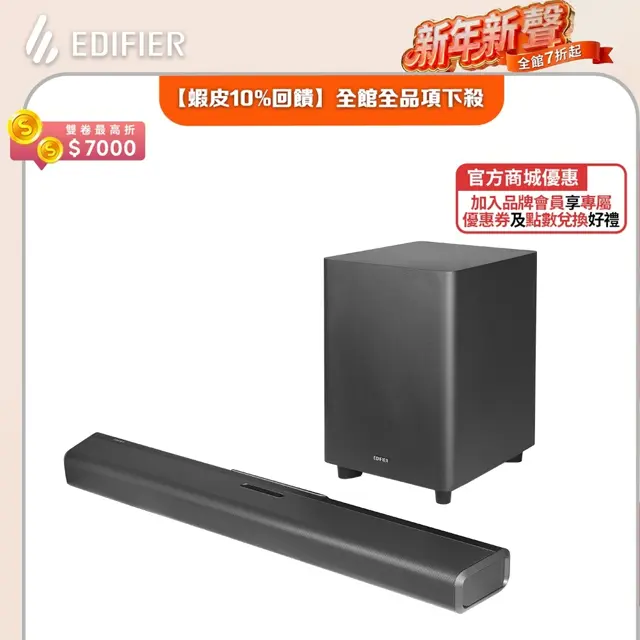 EDIFIER
新年新聲
全館7折起
【蝦皮10%回饋】全館全品項下殺
雙卷最高折
$7000
官方商城優惠
加入品牌會員享專屬
優惠券及點數兌換好禮
EDIFIER